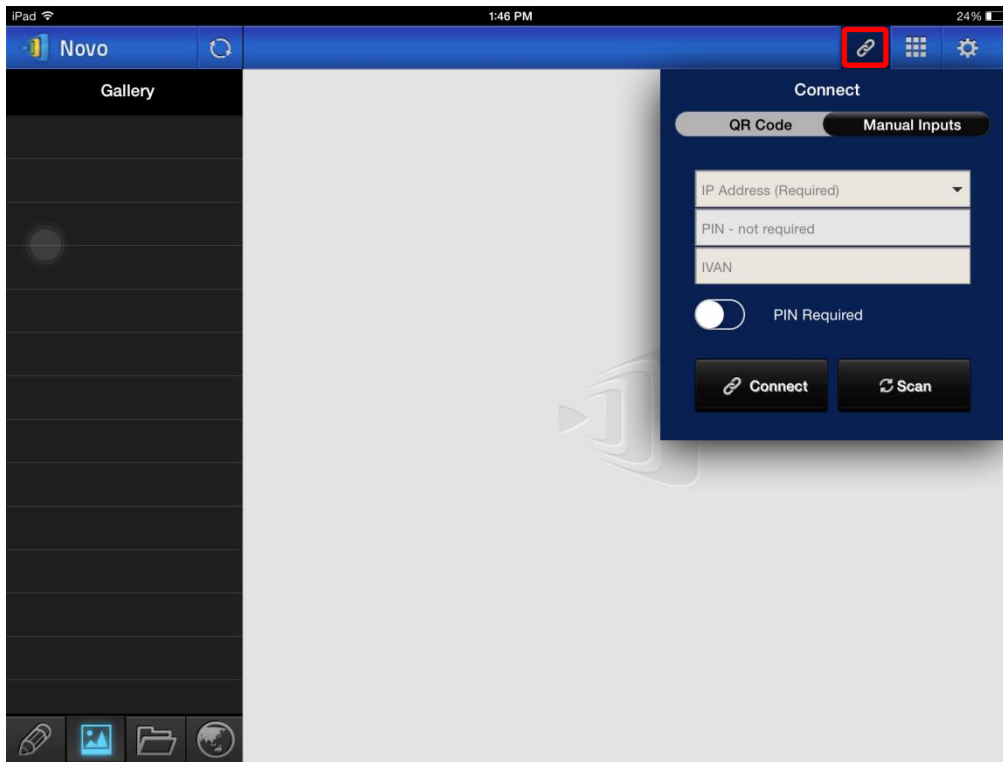 iPad 1:46 PM 24%
Novo
Gallery
Connect
QR Code Manual Inputs
IP Address (Required)
PIN - not required
IVAN
PIN Required
Connect Scan